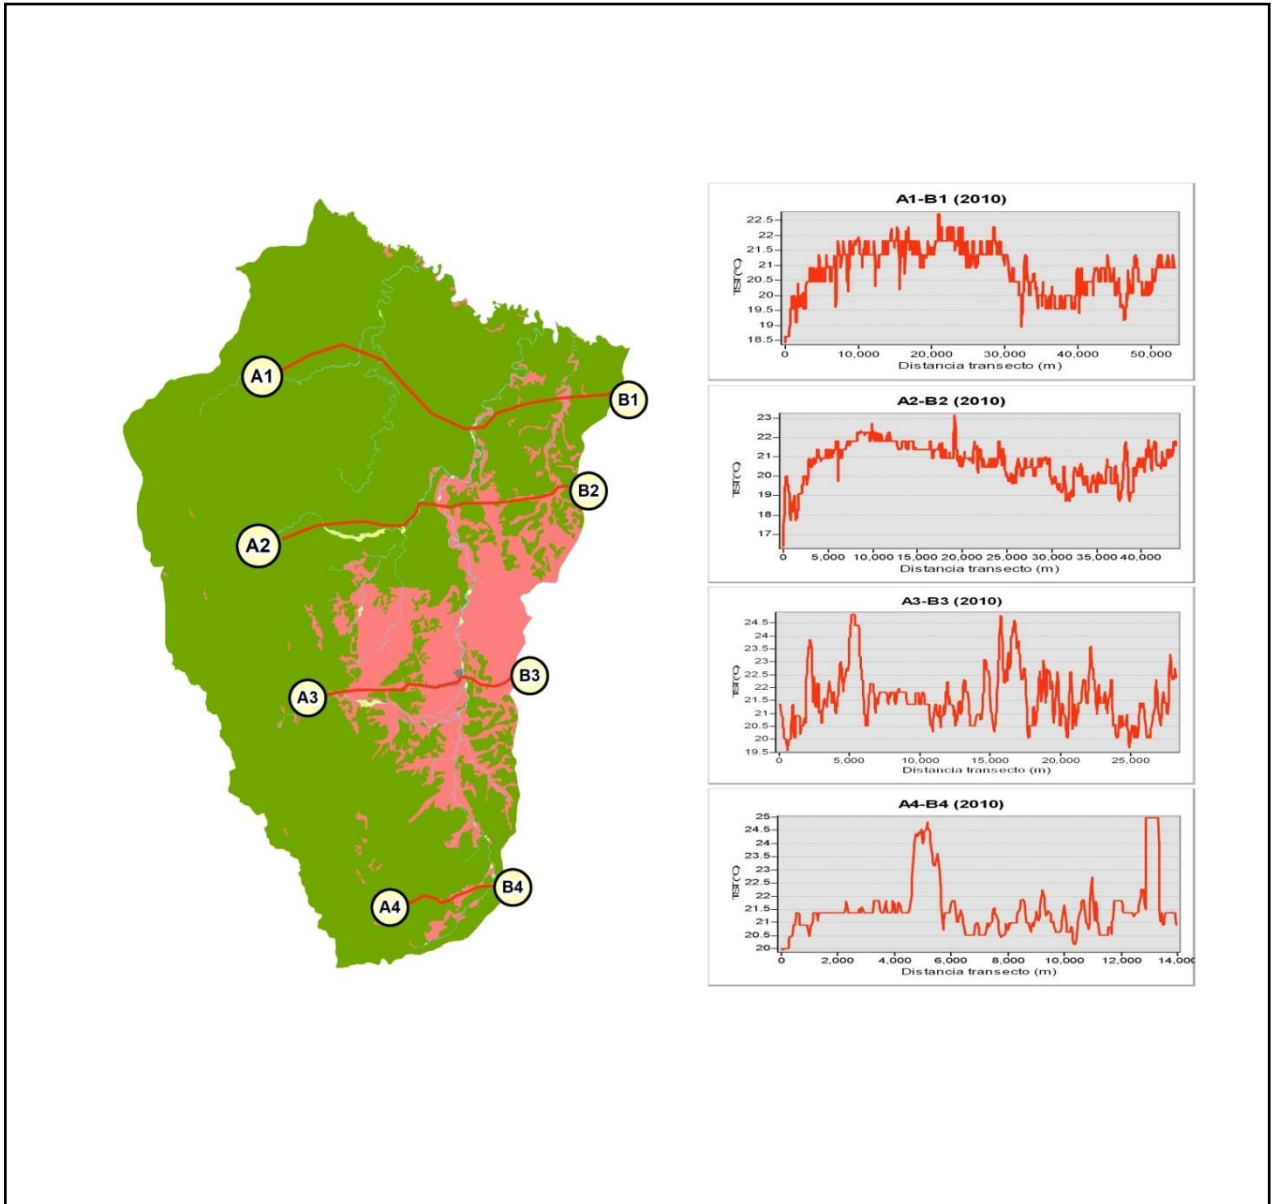 A1
B1
B2
A2
A3
B3
A4
B4
A1-B1 (2010)
22.5
22
21.5
21
20.5
20
19.5
19
18.5
TST(°C)
0 10,000 20,000 30,000 40,000 50,000
Distancia transecto (m)
A2-B2 (2010)
23
22
21
20
19
18
17
TST(°C)
0 5,000 10,000 15,000 20,000 25,000 30,000 35,000 40,000
Distancia transecto (m)
A3-B3 (2010)
24.5
24
23.5
23
22.5
22
21.5
21
20.5
20
19.5
TST(°C)
0 5,000 10,000 15,000 20,000 25,000
Distancia transecto (m)
A4-B4 (2010)
25
24.5
24
23.5
23
22.5
22
21.5
21
20.5
20
TST(°C)
0 2,000 4,000 6,000 8,000 10,000 12,000 14,000
Distancia transecto (m)